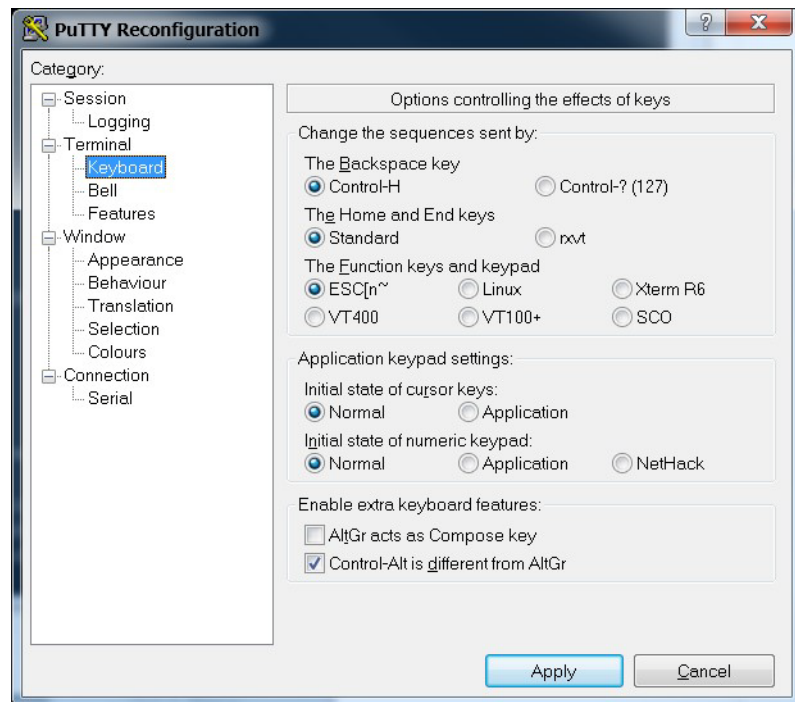 PuTTY Reconfiguration
Category:
Session
Logging
Terminal
Keyboard
Bell
Features
Window
Appearance
Behaviour
Translation
Selection
Colours
Connection
Serial
Options controlling the effects of keys
Change the sequences sent by:
The Backspace key
Control-H Control-? (127)
The Home and End keys
Standard rxvt
The Function keys and keypad
ESC[n~ Linux Xterm R6
VT400 VT100+ SCO
Application keypad settings:
Initial state of cursor keys:
Normal Application
Initial state of numeric keypad:
Normal Application NetHack
Enable extra keyboard features:
AltGr acts as Compose key
Control-Alt is different from AltGr
Apply Cancel